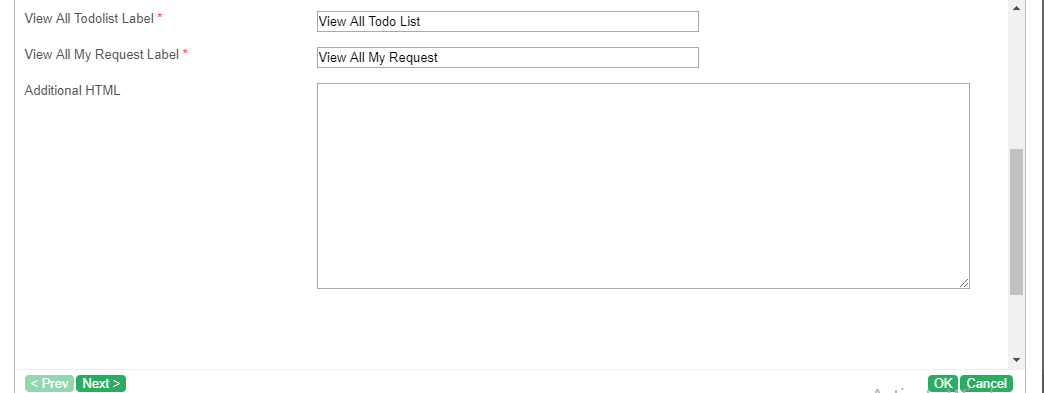 View All Todolist Label * View All Todo List
View All My Request Label * View All My Request
Additional HTML
< Prev Next > OK Cancel